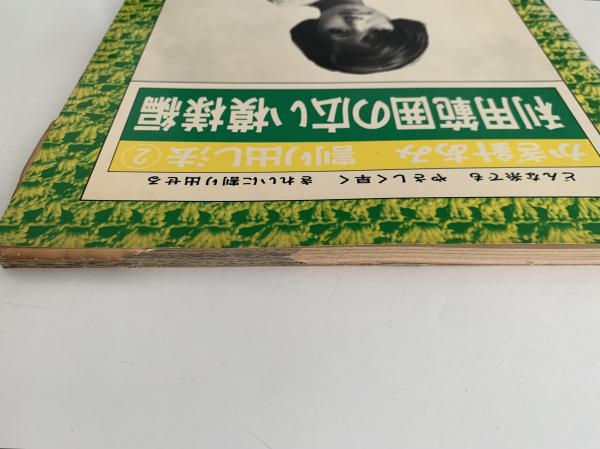 どんな糸でも やさしく早く きれいに割り出せる
かぎ針あみ 割り出し法②
利用範囲の広い模様編